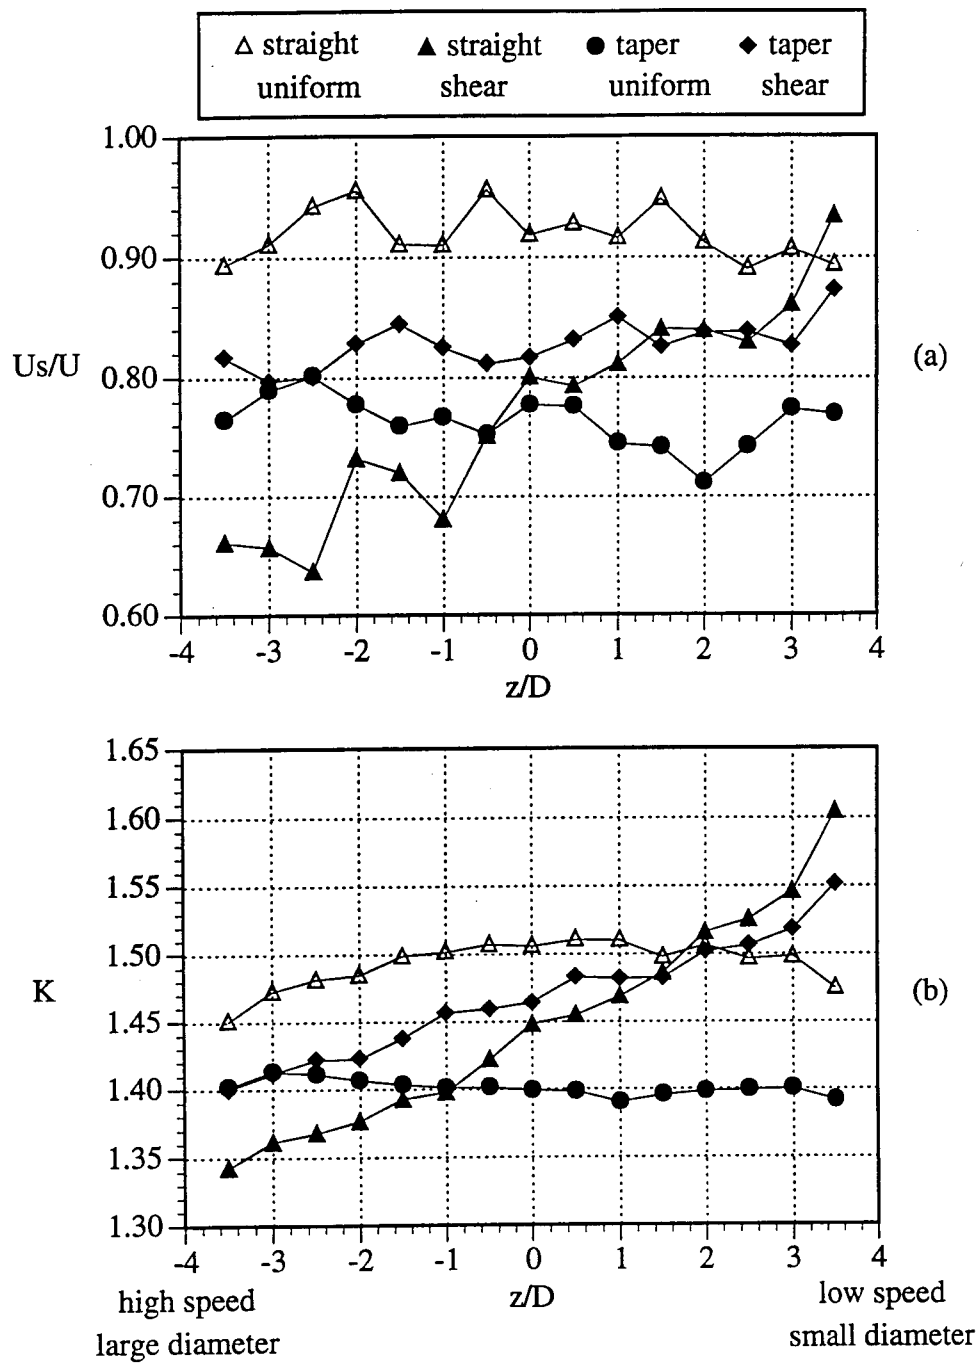 straight straight taper taper
uniform shear uniform shear
1.00
0.90
0.80
0.70
0.60
Us/U
(a)
-4 -3 -2 -1 0 1 2 3 4
z/D
1.65
1.60
1.55
1.50
1.45
1.40
1.35
1.30
K
(b)
-4 -3 -2 -1 0 1 2 3 4
z/D
high speed
large diameter
low speed
small diameter